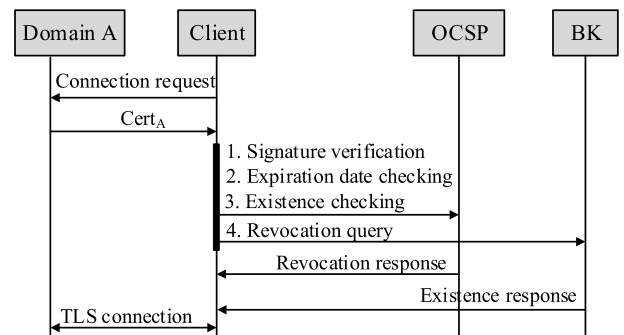 Domain A
Client
OCSP
BK
Connection request
CertA
1. Signature verification
2. Expiration date checking
3. Existence checking
4. Revocation query
Revocation response
Existence response
TLS connection